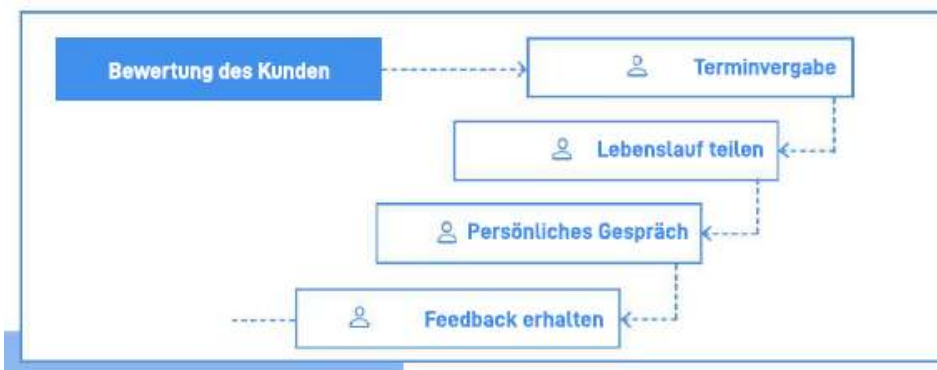 Bewertung des Kunden
Terminvergabe
Lebenslauf teilen
Persönliches Gespräch
Feedback erhalten